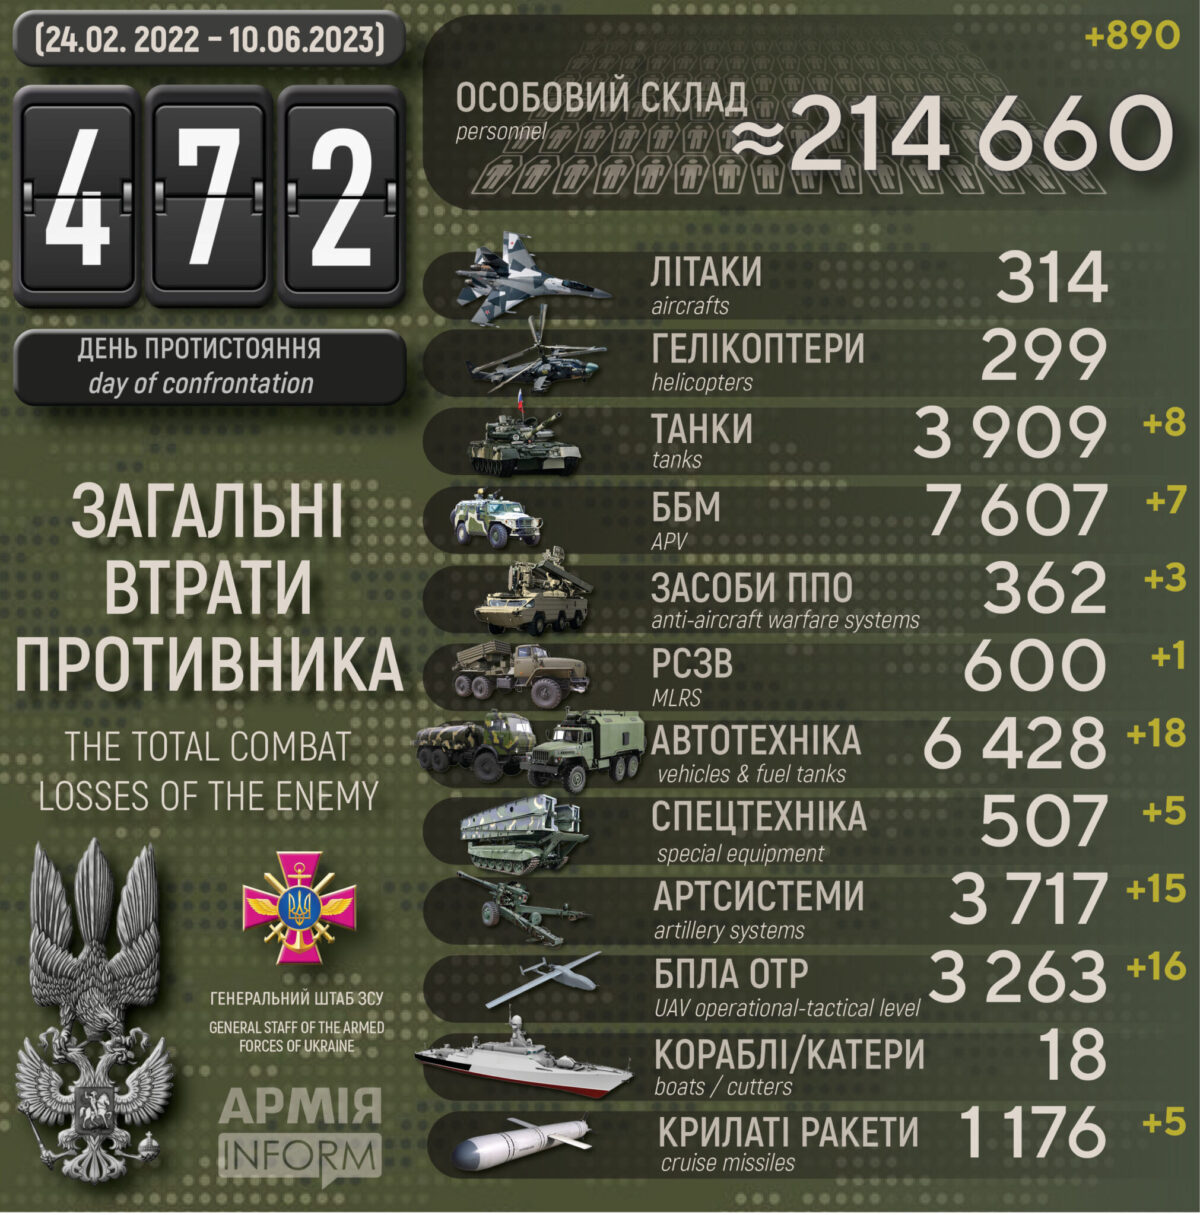 (24.02. 2022 – 10.06.2023)
472
ДЕНЬ ПРОТИСТОЯННЯ
day of confrontation
ЗАГАЛЬНІ
ВТРАТИ
ПРОТИВНИКА
THE TOTAL COMBAT
LOSSES OF THE ENEMY
ГЕНЕРАЛЬНИЙ ШТАБ ЗСУ
GENERAL STAFF OF THE ARMED
FORCES OF UKRAINE
АРМІЯ
INFORM
+890
ОСОБОВИЙ СКЛАД
personnel
≈214 660
ЛІТАКИ
aircrafts
314
ГЕЛІКОПТЕРИ
helicopters
299
ТАНКИ
tanks
3 909
+8
ББМ
APV
7 607
+7
ЗАСОБИ ППО
anti-aircraft warfare systems
362
+3
РСЗВ
MLRS
600
+1
АВТОТЕХНІКА
vehicles & fuel tanks
6 428
+18
СПЕЦТЕХНІКА
special equipment
507
+5
АРТСИСТЕМИ
artillery systems
3 717
+15
БПЛА ОТР
UAV operational-tactical level
3 263
+16
КОРАБЛІ/КАТЕРИ
boats / cutters
18
КРИЛАТІ РАКЕТИ
cruise missiles
1 176
+5